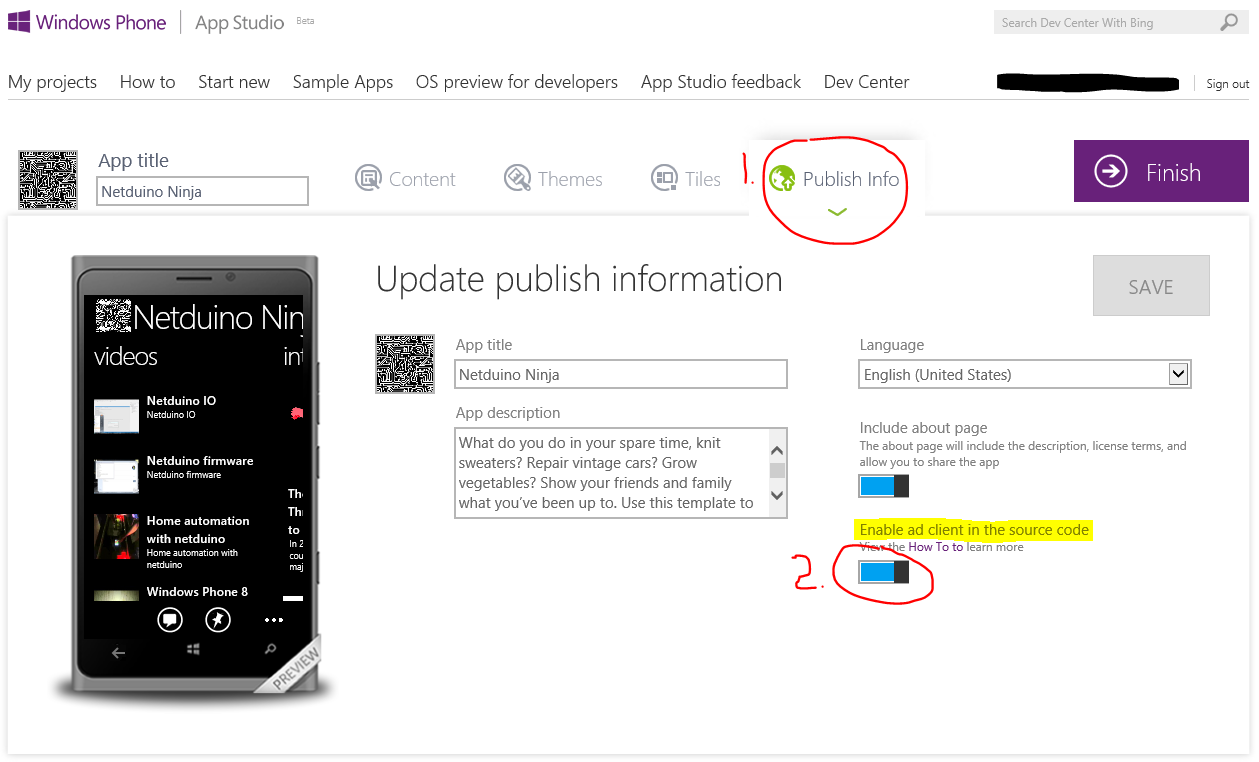 Windows Phone App Studio Beta
Search Dev Center With Bing
My projects How to Start new Sample Apps OS preview for developers App Studio feedback Dev Center Sign out
App title
Netduino Ninja
Content Themes Tiles 1. Publish Info
Finish
Netduino Nin
videos int
Netduino IO
Netduino IO
Netduino firmware
Netduino firmware
Home automation
with netduino
Home automation with
netduino
Windows Phone 8
The
Thr
to
In 2
cou
maj
PREVIEW
Update publish information
SAVE
App title
Netduino Ninja
App description
What do you do in your spare time, knit
sweaters? Repair vintage cars? Grow
vegetables? Show your friends and family
what you've been up to. Use this template to
Language
English (United States)
Include about page
The about page will include the description, license terms, and
allow you to share the app
Enable ad client in the source code
View the How To to learn more
2.